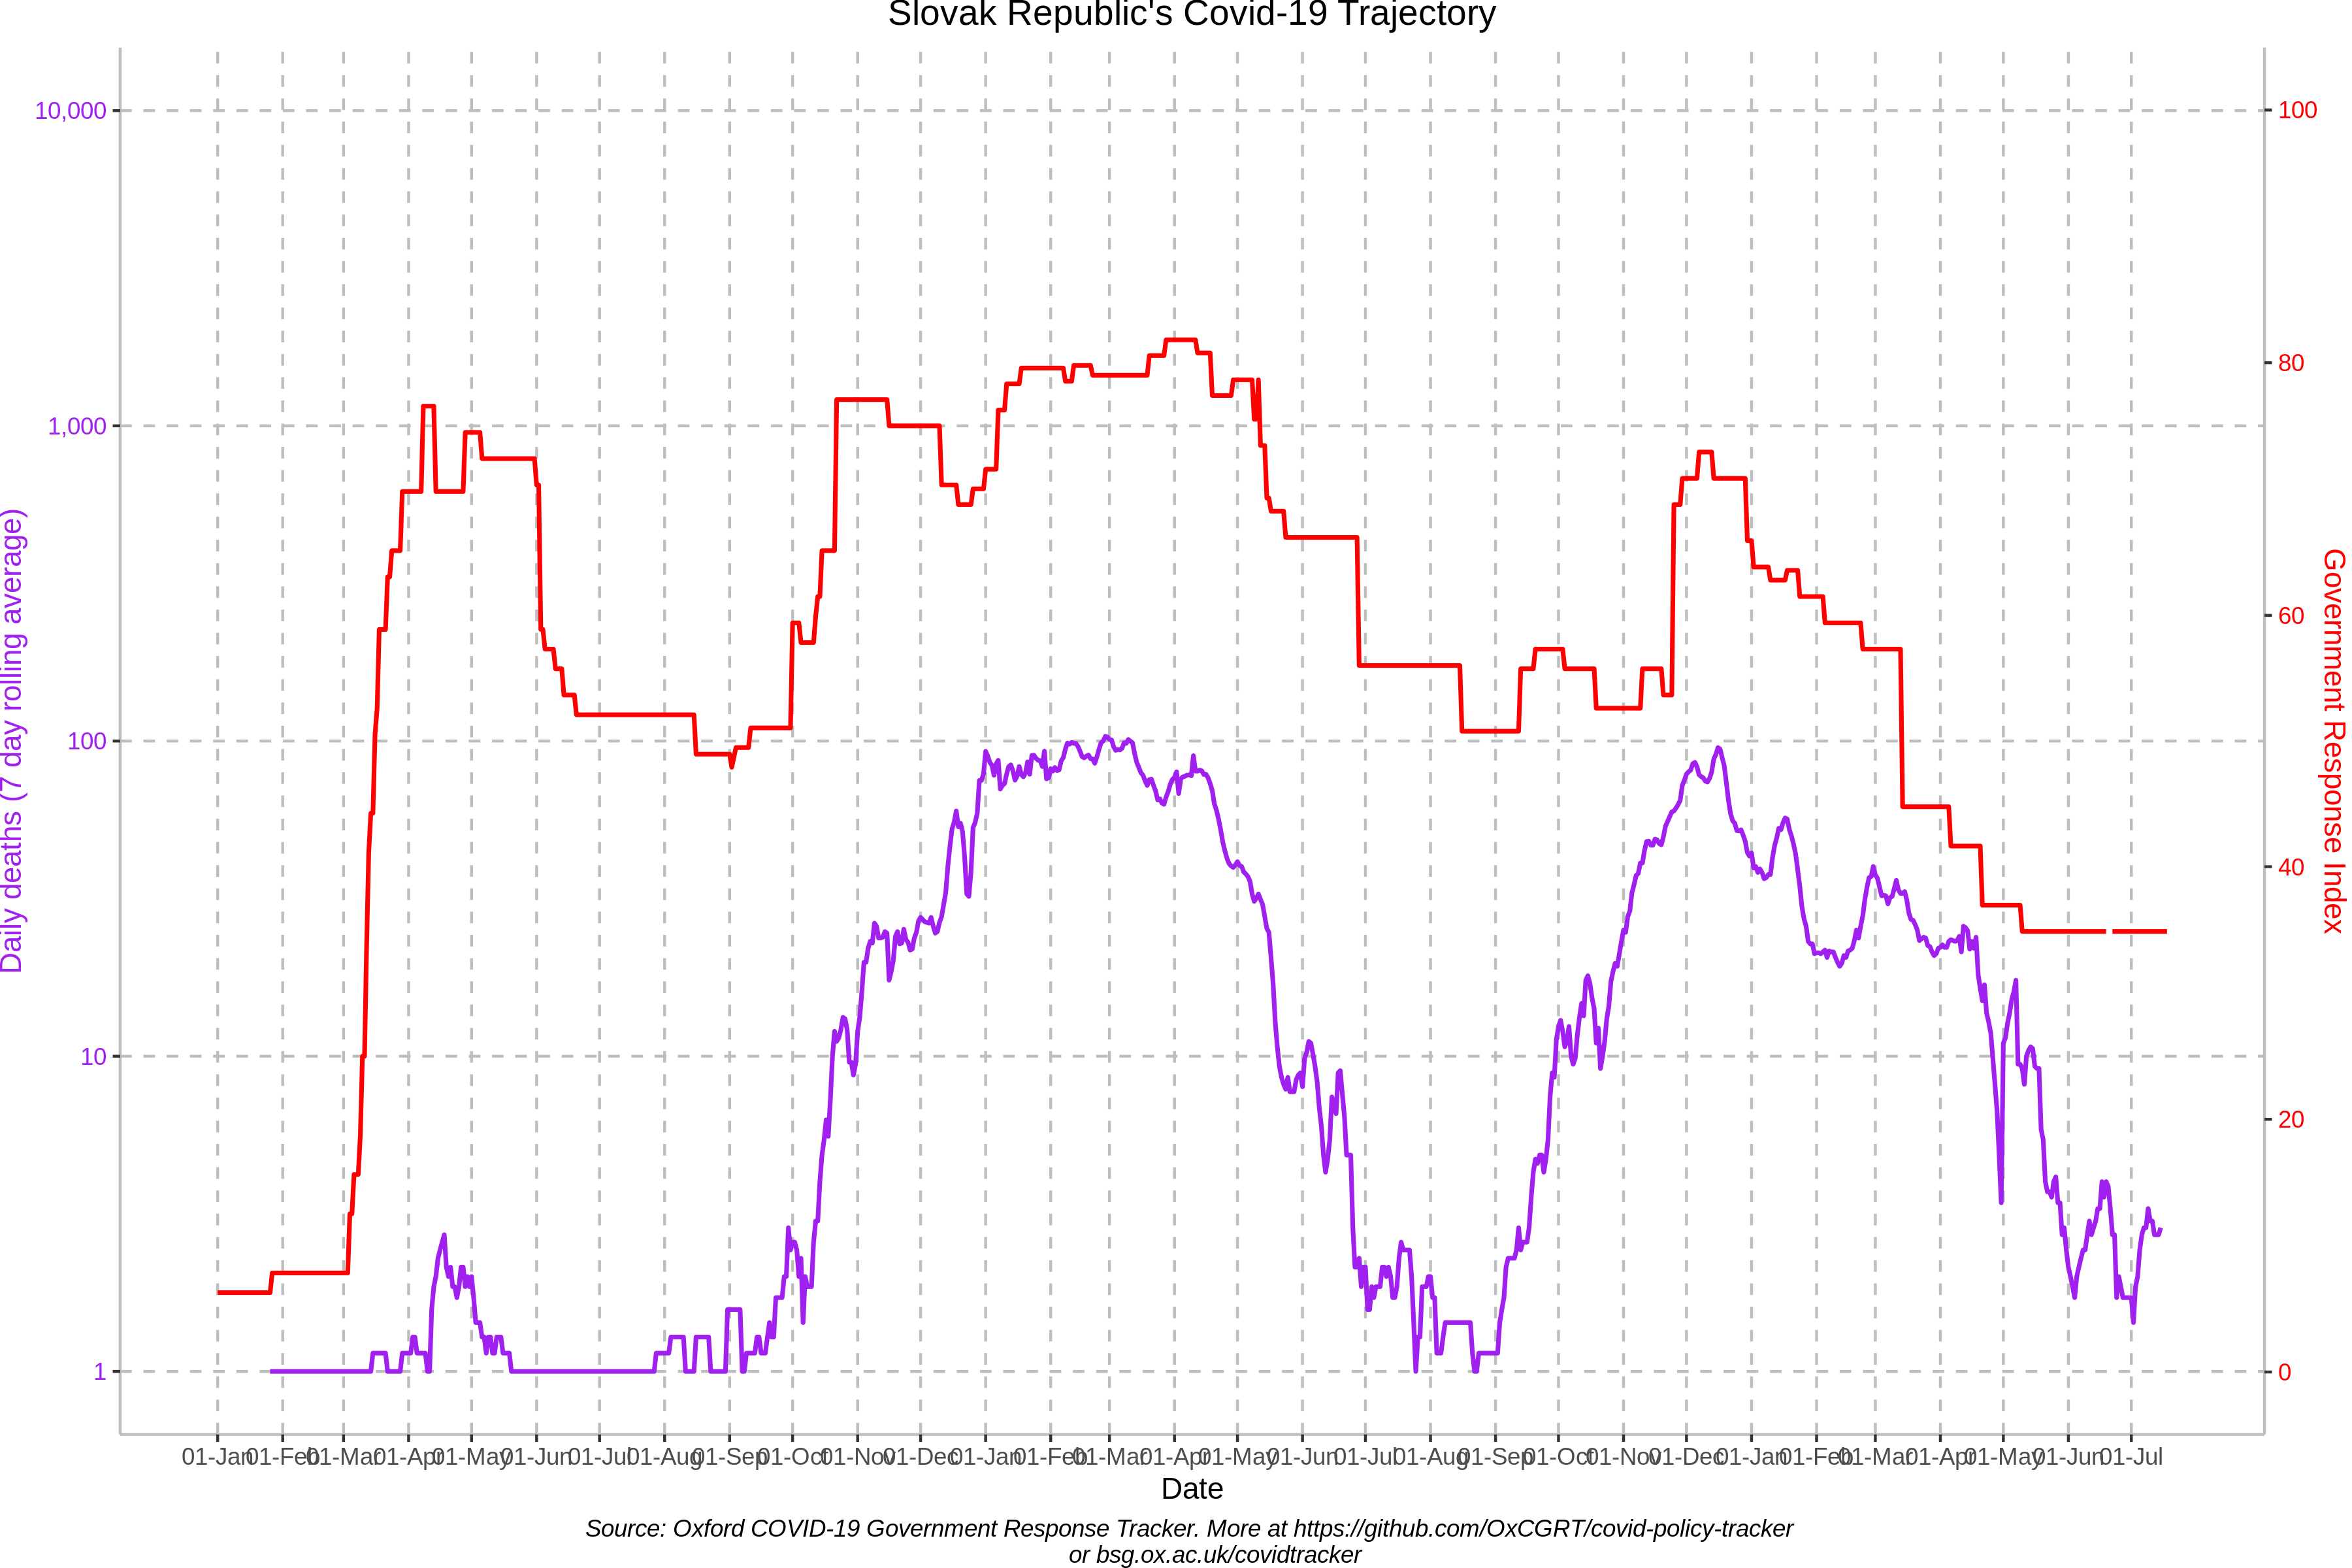 Slovak Republic's Covid-19 Trajectory
10,000
1,000
100
10
1
Daily deaths (7 day rolling average)
100
80
60
40
20
0
Government Response Index
01-Jan 01-Feb 01-Mar 01-Apr 01-May 01-Jun 01-Jul 01-Aug 01-Sep 01-Oct 01-Nov 01-Dec 01-Jan 01-Feb 01-Mar 01-Apr 01-May 01-Jun 01-Jul 01-Aug 01-Sep 01-Oct 01-Nov 01-Dec 01-Jan 01-Feb 01-Mar 01-Apr 01-May 01-Jun 01-Jul
Date
Source: Oxford COVID-19 Government Response Tracker. More at https://github.com/OxCGRT/covid-policy-tracker
or bsg.ox.ac.uk/covidtracker